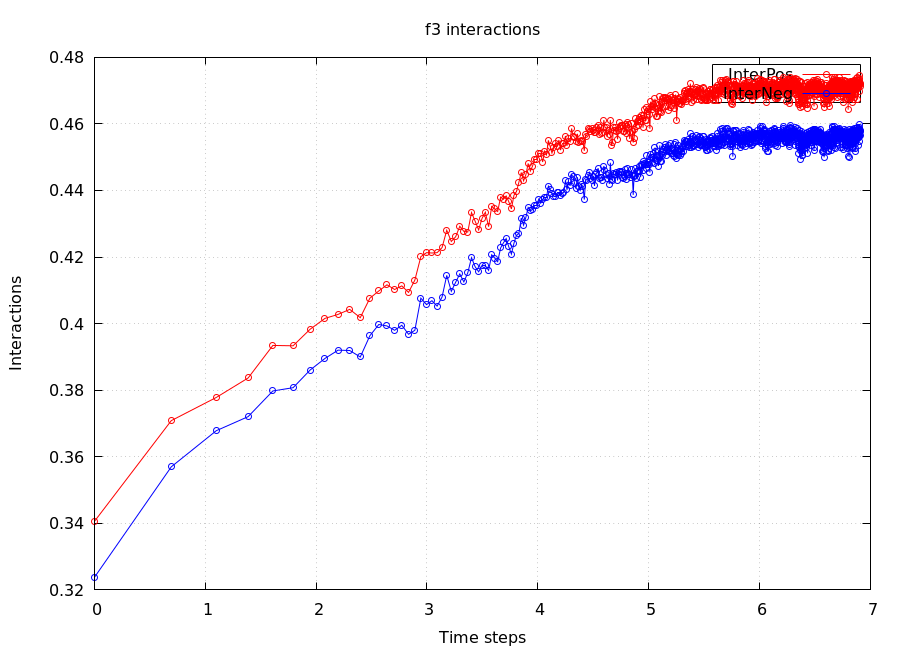 f3 interactions
0.48
0.46
0.44
0.42
0.4
0.38
0.36
0.34
0.32
Interactions
InterPos
InterNeg
0 1 2 3 4 5 6 7
Time steps